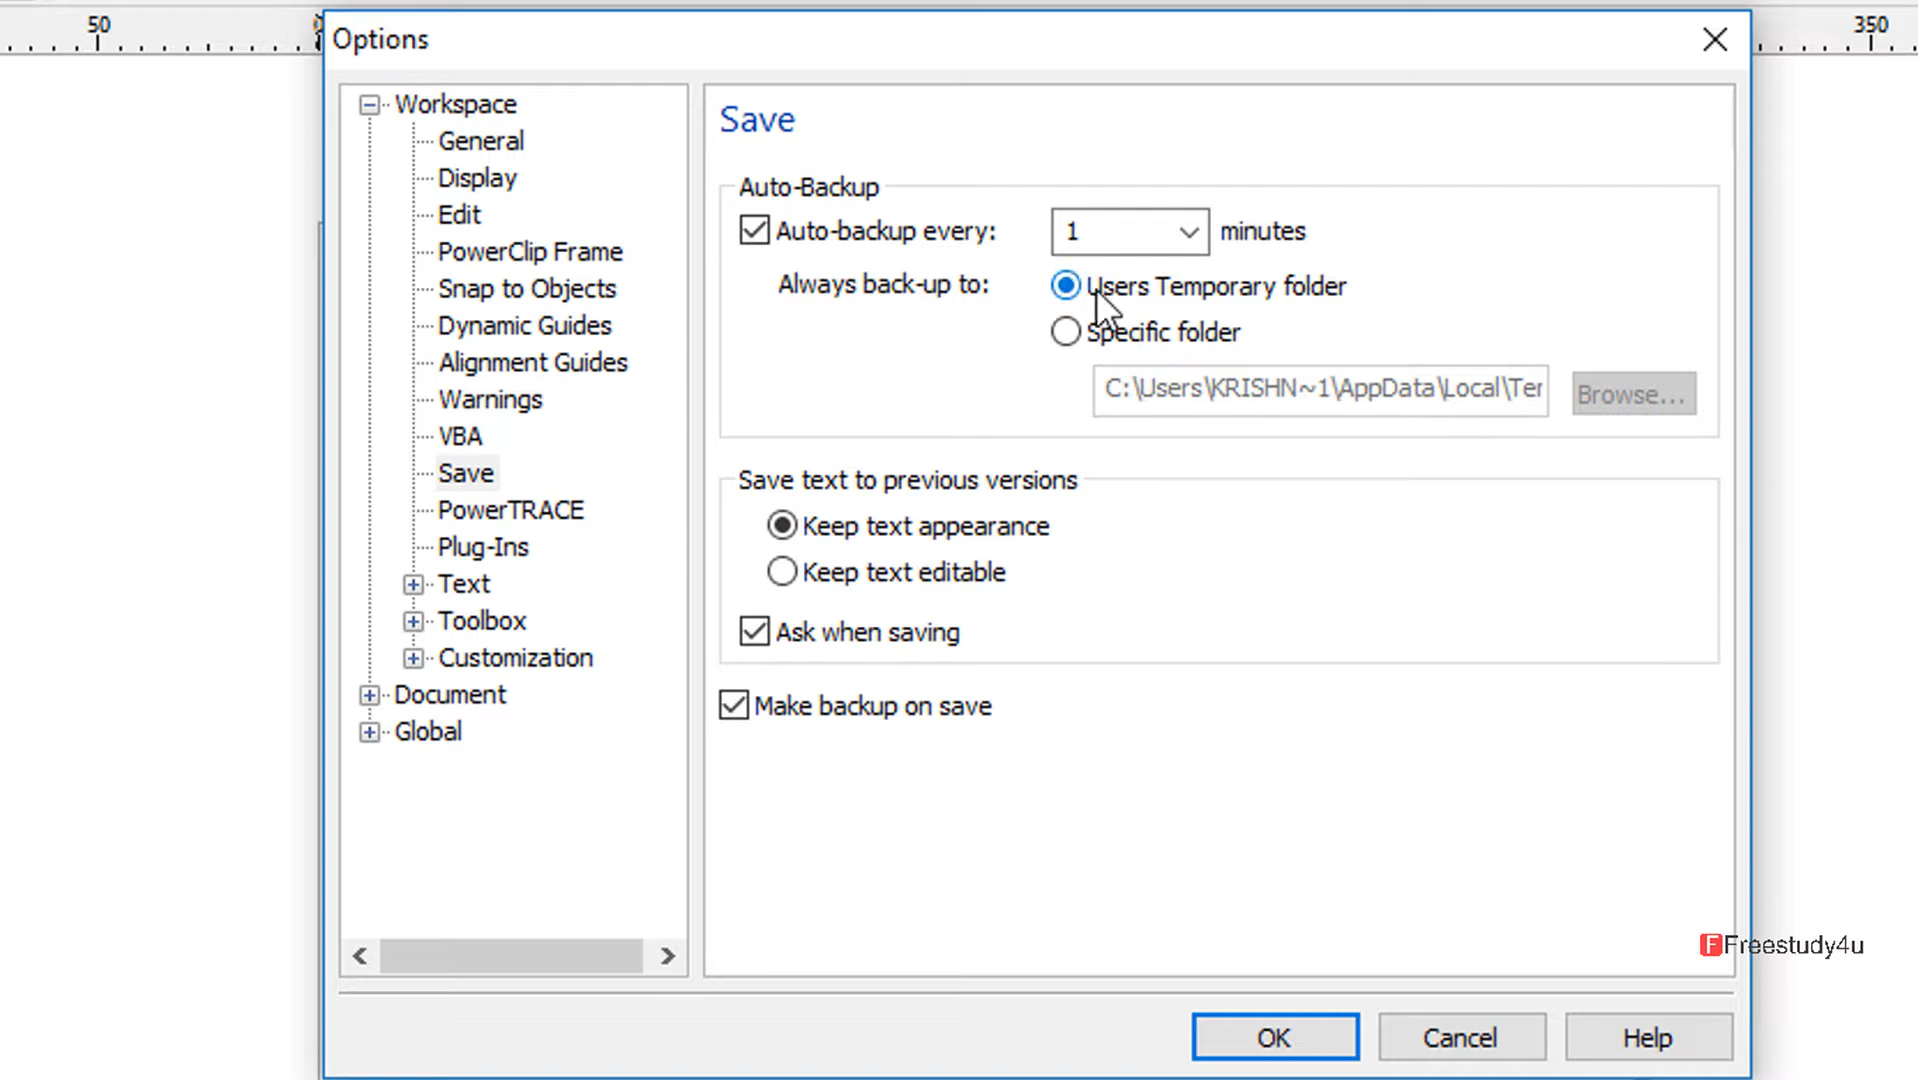 50
350
Options
Workspace
General
Display
Edit
PowerClip Frame
Snap to Objects
Dynamic Guides
Alignment Guides
Warnings
VBA
Save
PowerTRACE
Plug-Ins
Text
Toolbox
Customization
Document
Global
Save
Auto-Backup
Auto-backup every: 1 minutes
Always back-up to: Users Temporary folder
Specific folder
C:\Users\KRISHN~1\AppData\Local\Ter
Browse...
Save text to previous versions
Keep text appearance
Keep text editable
Ask when saving
Make backup on save
F Freestudy4u
OK Cancel Help